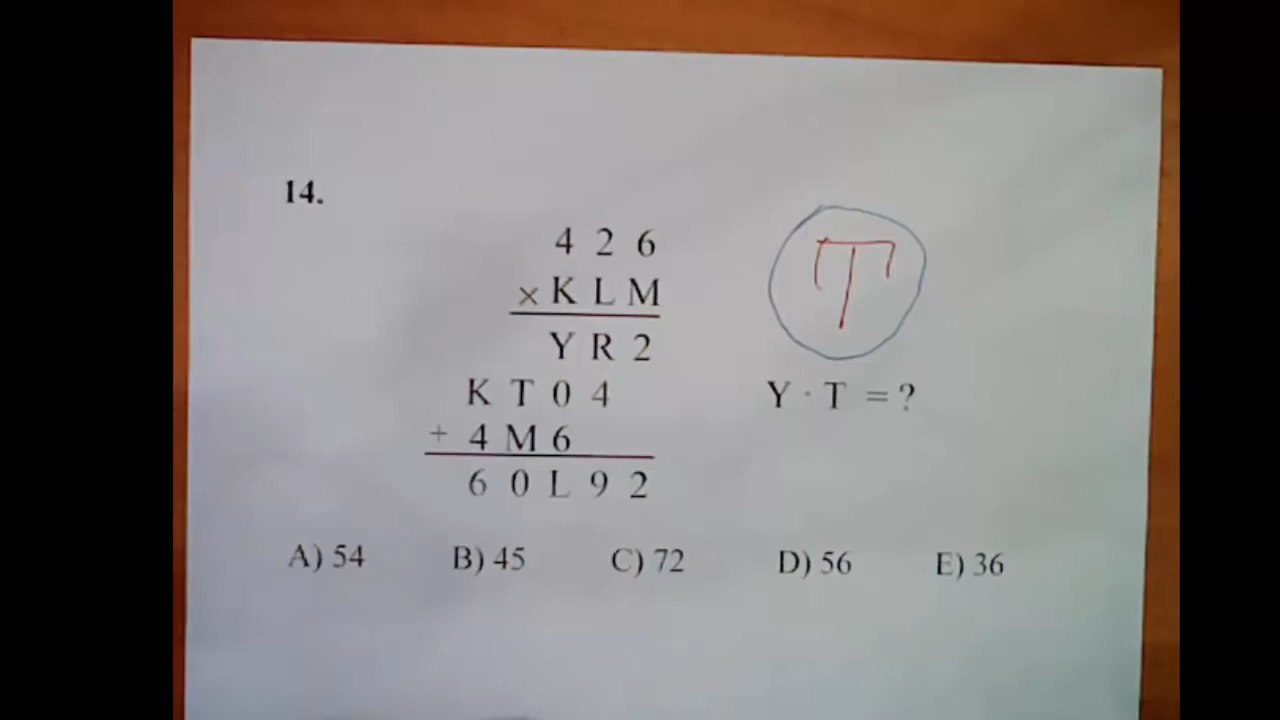 14.
4 2 6
× K L M
Y R 2
K T 0 4
+ 4 M 6
6 0 L 9 2
T
Y · T = ?
A) 54 B) 45 C) 72 D) 56 E) 36